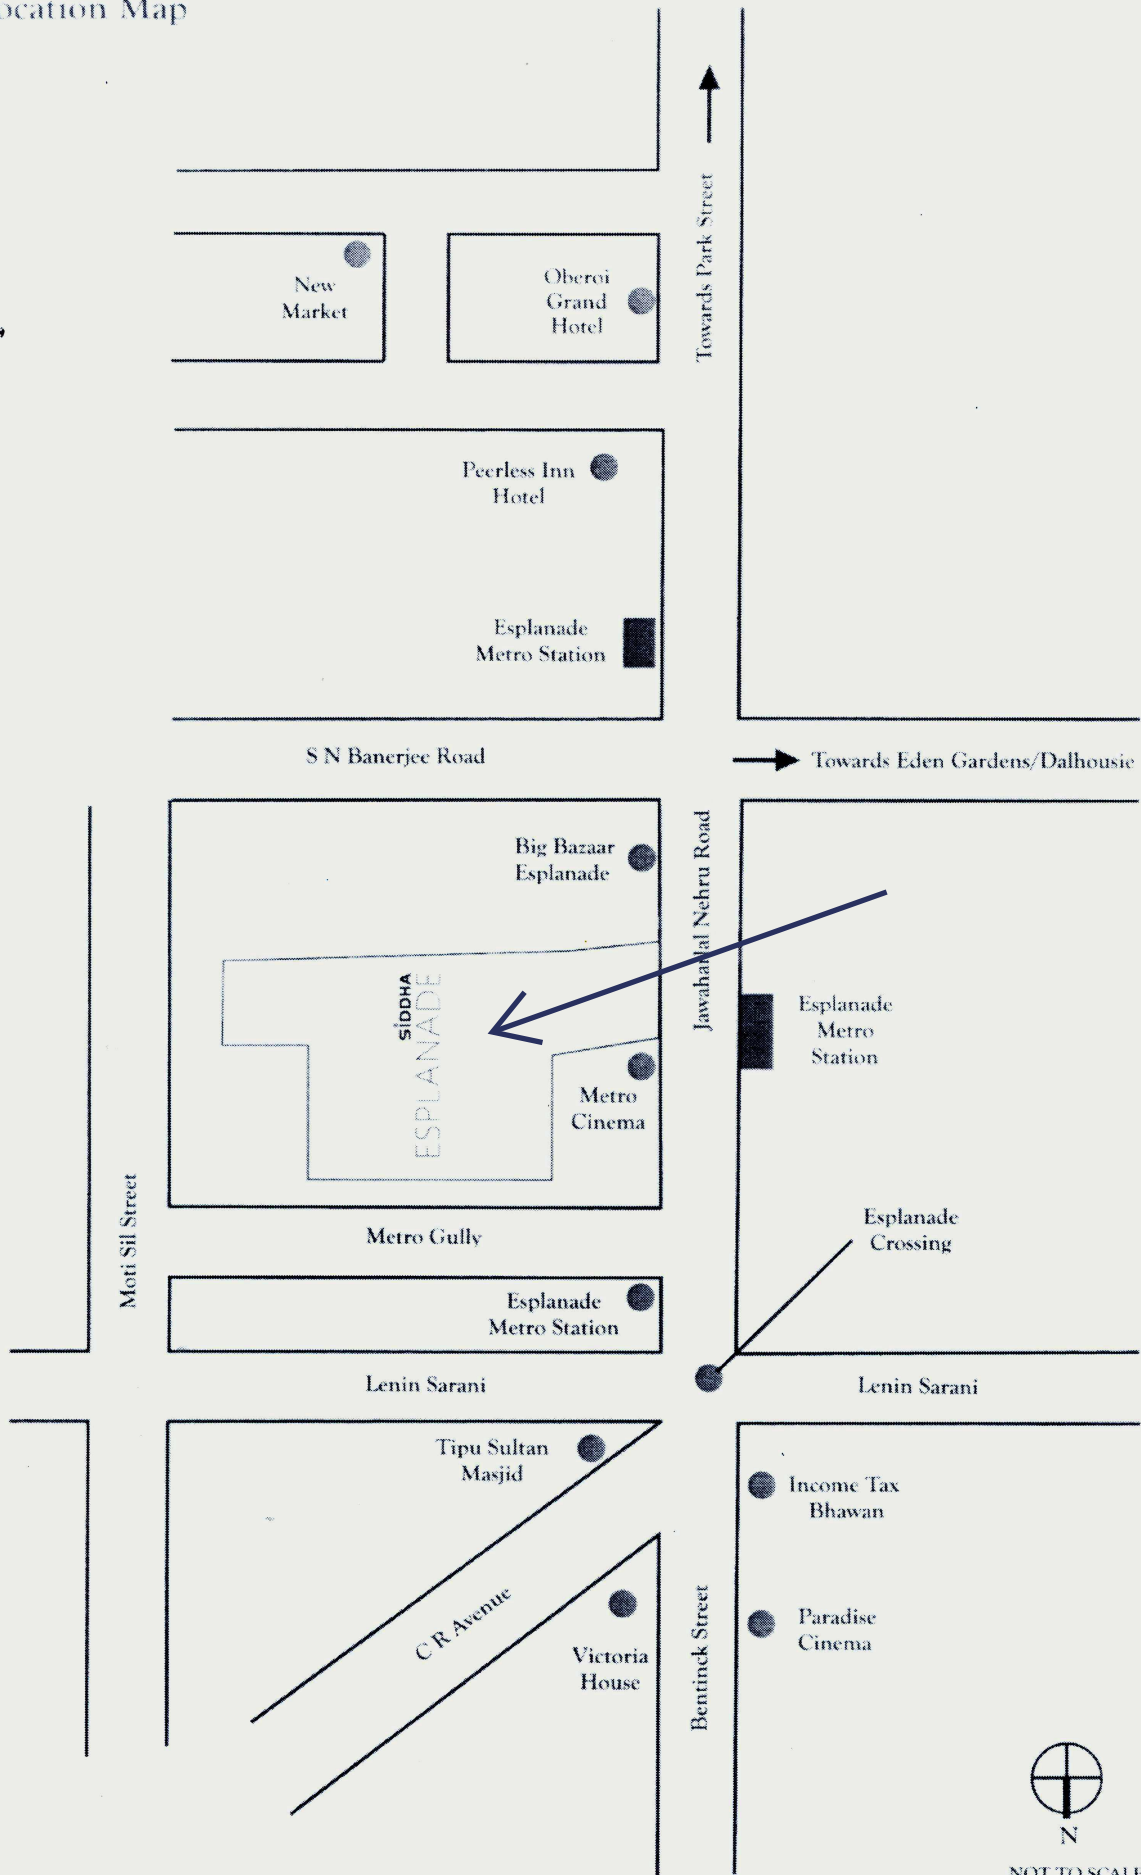 ocation Map
Towards Park Street
New
Market
Oberoi
Grand
Hotel
Peerless Inn
Hotel
Esplanade
Metro Station
S N Banerjee Road
Towards Eden Gardens/Dalhousie
Big Bazaar
Esplanade
Jawaharlal Nehru Road
SIDDHA
ESPLANADE
Esplanade
Metro
Station
Metro
Cinema
Moti Sil Street
Metro Gully
Esplanade
Crossing
Esplanade
Metro Station
Lenin Sarani
Lenin Sarani
Tipu Sultan
Masjid
Income Tax
Bhawan
C R Avenue
Victoria
House
Bentinck Street
Paradise
Cinema
N
NOT TO SCALE